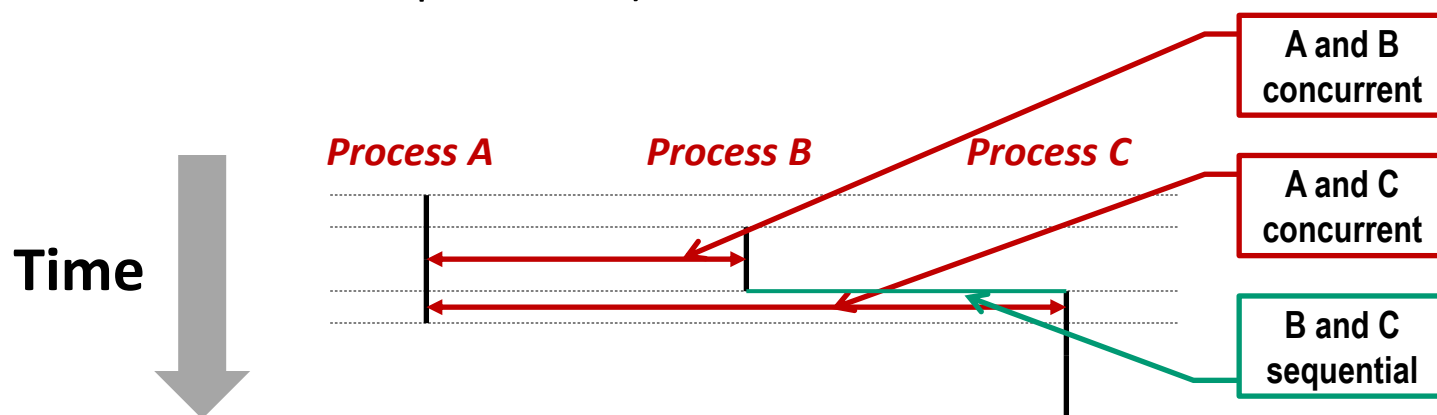 A and B
concurrent
Process A
Process B
Process C
A and C
concurrent
Time
B and C
sequential